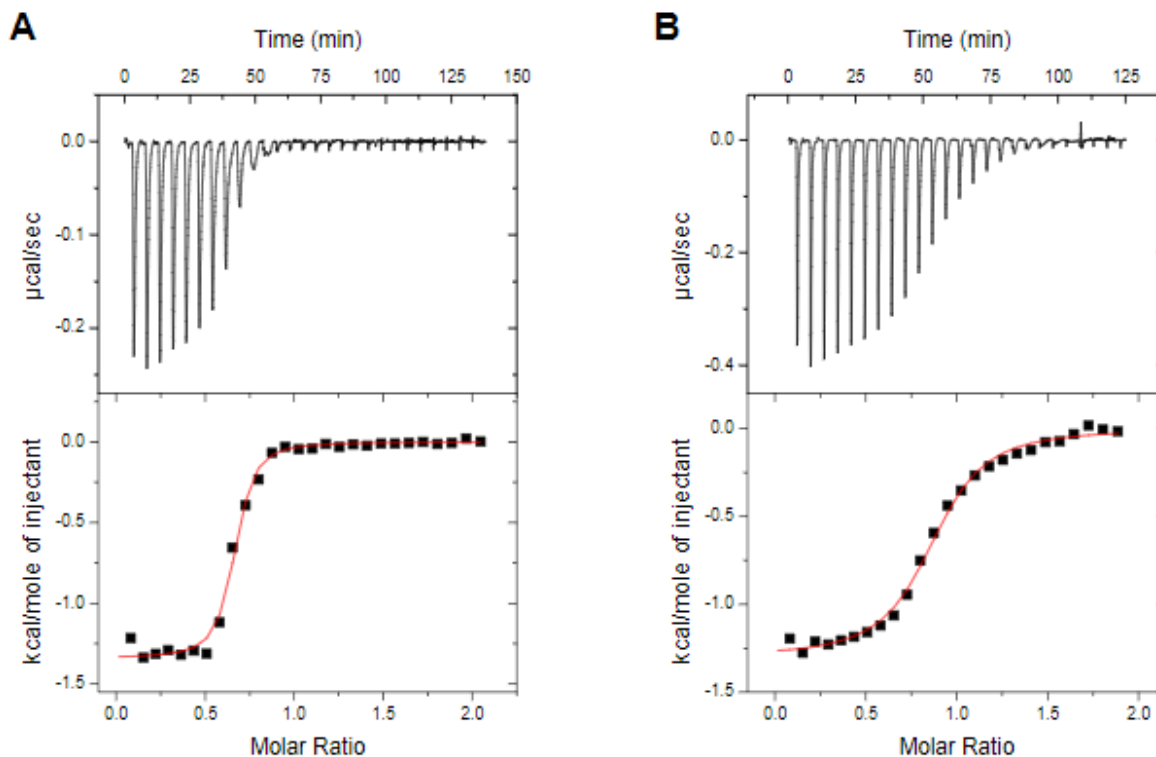 A
Time (min)
0 25 50 75 100 125 150
0.0
-0.1
-0.2
µcal/sec
0.0
-0.5
-1.0
-1.5
kcal/mole of injectant
0.0 0.5 1.0 1.5 2.0
Molar Ratio
B
Time (min)
0 25 50 75 100 125
0.0
-0.2
-0.4
µcal/sec
0.0
-0.5
-1.0
-1.5
kcal/mole of injectant
0.0 0.5 1.0 1.5 2.0
Molar Ratio